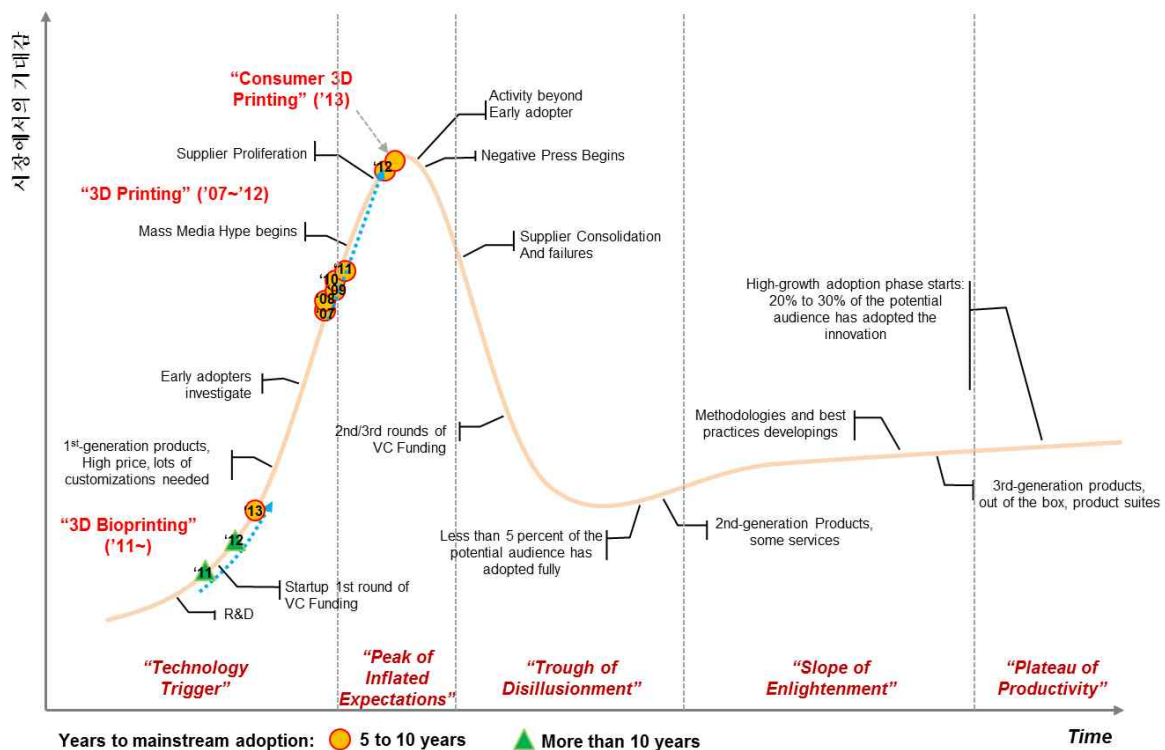 시장에서의 기대감
“Consumer 3D
Printing” (’13)
Activity beyond
Early adopter
Supplier Proliferation
‘12
Negative Press Begins
“3D Printing” (’07~’12)
Mass Media Hype begins
Supplier Consolidation
And failures
‘11
‘10
‘09
‘08
‘07
High-growth adoption phase starts:
20% to 30% of the potential
audience has adopted the
innovation
Early adopters
investigate
2nd/3rd rounds of
VC Funding
Methodologies and best
practices developings
1st-generation products,
High price, lots of
customizations needed
3rd-generation products,
out of the box, product suites
“3D Bioprinting”
(’11~)
‘13
‘12
‘11
Less than 5 percent of the
potential audience has
adopted fully
2nd-generation Products,
some services
Startup 1st round of
VC Funding
R&D
“Technology
Trigger”
“Peak of
Inflated
Expectations”
“Trough of
Disillusionment”
“Slope of
Enlightenment”
“Plateau of
Productivity”
Time
Years to mainstream adoption: 5 to 10 years More than 10 years